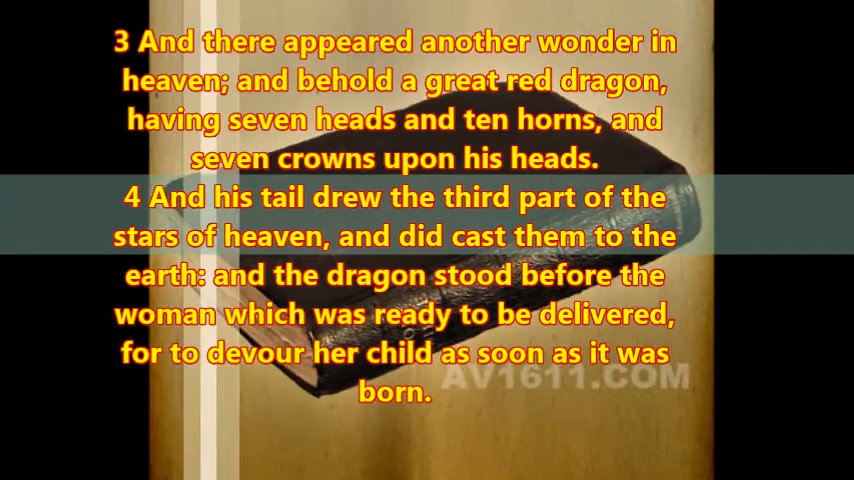 3 And there appeared another wonder in
heaven; and behold a great red dragon,
having seven heads and ten horns, and
seven crowns upon his heads.
4 And his tail drew the third part of the
stars of heaven, and did cast them to the
earth: and the dragon stood before the
woman which was ready to be delivered,
for to devour her child as soon as it was
born.
AV1611.COM